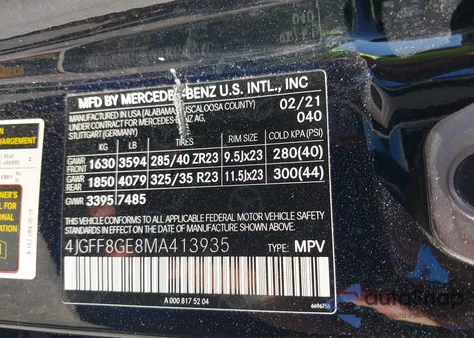 MFD BY MERCEDES-BENZ U.S. INTL., INC
MANUFACTURED IN USA (ALABAMA, TUSCALOOSA COUNTY) 02/21
CONSTRUCTED FOR MERCEDES-BENZ AG, 040
STUTTGART (GERMANY)
KG LB TIRES RIM SIZE COLD KPA (PSI)
GAWR FRONT 1630 3594 285/40 ZR23 9.5Jx23 280(40)
GAWR REAR 1850 4079 325/35 R23 11.5Jx23 300(44)
GVWR 3395 7485
THIS VEHICLE CONFORMS TO ALL APPLICABLE FEDERAL MOTOR VEHICLE
SAFETY STANDARDS IN EFFECT ON THE DATE OF MANUFACTURE SHOWN ABOVE.
4JGFF8GE8MA413935 TYPE: MPV
A 000 817 52 04
autosnap